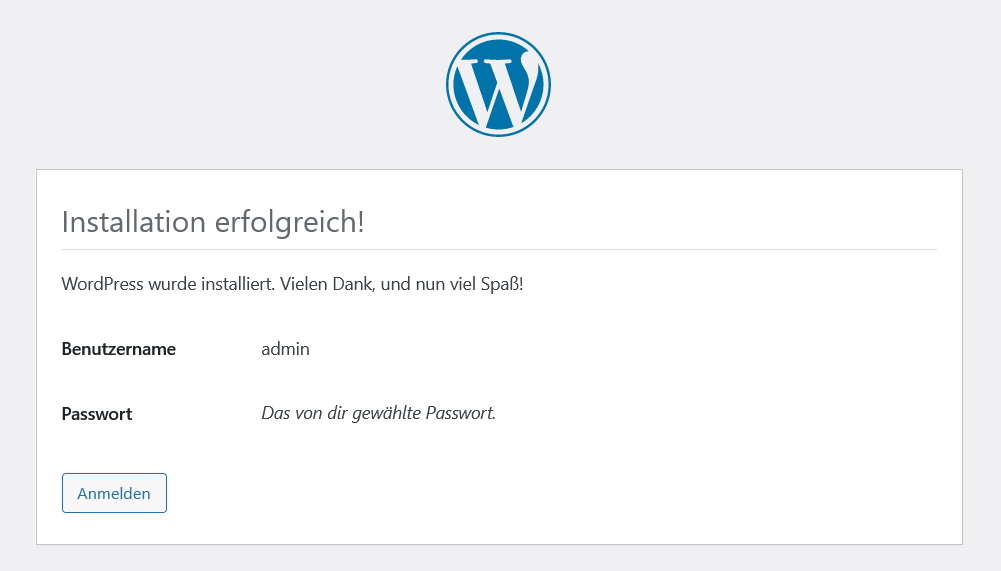 Installation erfolgreich!
WordPress wurde installiert. Vielen Dank, und nun viel Spaß!
Benutzername admin
Passwort Das von dir gewählte Passwort.
Anmelden